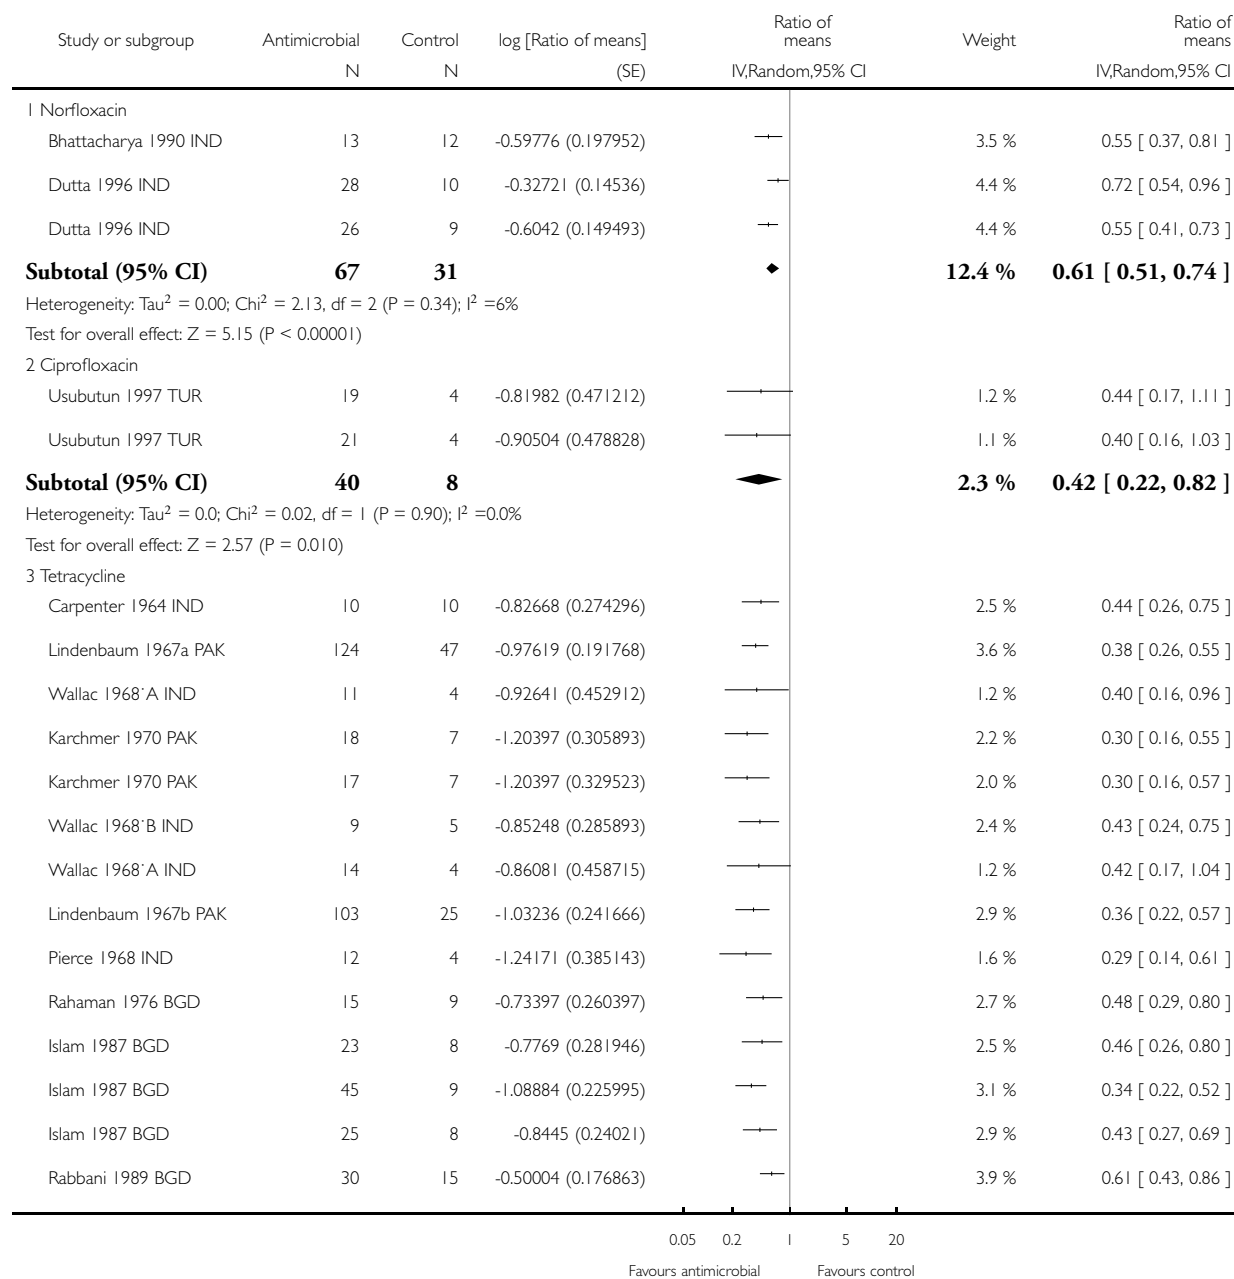 Study or subgroup Antimicrobial Control log [Ratio of means] Ratio of means Weight Ratio of means
N N (SE) IV,Random,95% CI IV,Random,95% CI
1 Norfloxacin
Bhattacharya 1990 IND 13 12 -0.59776 (0.197952) 3.5 % 0.55 [ 0.37, 0.81 ]
Dutta 1996 IND 28 10 -0.32721 (0.14536) 4.4 % 0.72 [ 0.54, 0.96 ]
Dutta 1996 IND 26 9 -0.6042 (0.149493) 4.4 % 0.55 [ 0.41, 0.73 ]
Subtotal (95% CI) 67 31 12.4 % 0.61 [ 0.51, 0.74 ]
Heterogeneity: Tau² = 0.00; Chi² = 2.13, df = 2 (P = 0.34); I² =6%
Test for overall effect: Z = 5.15 (P < 0.00001)
2 Ciprofloxacin
Usubutun 1997 TUR 19 4 -0.81982 (0.471212) 1.2 % 0.44 [ 0.17, 1.11 ]
Usubutun 1997 TUR 21 4 -0.90504 (0.478828) 1.1 % 0.40 [ 0.16, 1.03 ]
Subtotal (95% CI) 40 8 2.3 % 0.42 [ 0.22, 0.82 ]
Heterogeneity: Tau² = 0.0; Chi² = 0.02, df = 1 (P = 0.90); I² =0.0%
Test for overall effect: Z = 2.57 (P = 0.010)
3 Tetracycline
Carpenter 1964 IND 10 10 -0.82668 (0.274296) 2.5 % 0.44 [ 0.26, 0.75 ]
Lindenbaum 1967a PAK 124 47 -0.97619 (0.191768) 3.6 % 0.38 [ 0.26, 0.55 ]
Wallac 1968˙A IND 11 4 -0.92641 (0.452912) 1.2 % 0.40 [ 0.16, 0.96 ]
Karchmer 1970 PAK 18 7 -1.20397 (0.305893) 2.2 % 0.30 [ 0.16, 0.55 ]
Karchmer 1970 PAK 17 7 -1.20397 (0.329523) 2.0 % 0.30 [ 0.16, 0.57 ]
Wallac 1968˙B IND 9 5 -0.85248 (0.285893) 2.4 % 0.43 [ 0.24, 0.75 ]
Wallac 1968˙A IND 14 4 -0.86081 (0.458715) 1.2 % 0.42 [ 0.17, 1.04 ]
Lindenbaum 1967b PAK 103 25 -1.03236 (0.241666) 2.9 % 0.36 [ 0.22, 0.57 ]
Pierce 1968 IND 12 4 -1.24171 (0.385143) 1.6 % 0.29 [ 0.14, 0.61 ]
Rahaman 1976 BGD 15 9 -0.73397 (0.260397) 2.7 % 0.48 [ 0.29, 0.80 ]
Islam 1987 BGD 23 8 -0.7769 (0.281946) 2.5 % 0.46 [ 0.26, 0.80 ]
Islam 1987 BGD 45 9 -1.08884 (0.225995) 3.1 % 0.34 [ 0.22, 0.52 ]
Islam 1987 BGD 25 8 -0.8445 (0.24021) 2.9 % 0.43 [ 0.27, 0.69 ]
Rabbani 1989 BGD 30 15 -0.50004 (0.176863) 3.9 % 0.61 [ 0.43, 0.86 ]
0.05 0.2 1 5 20
Favours antimicrobial Favours control